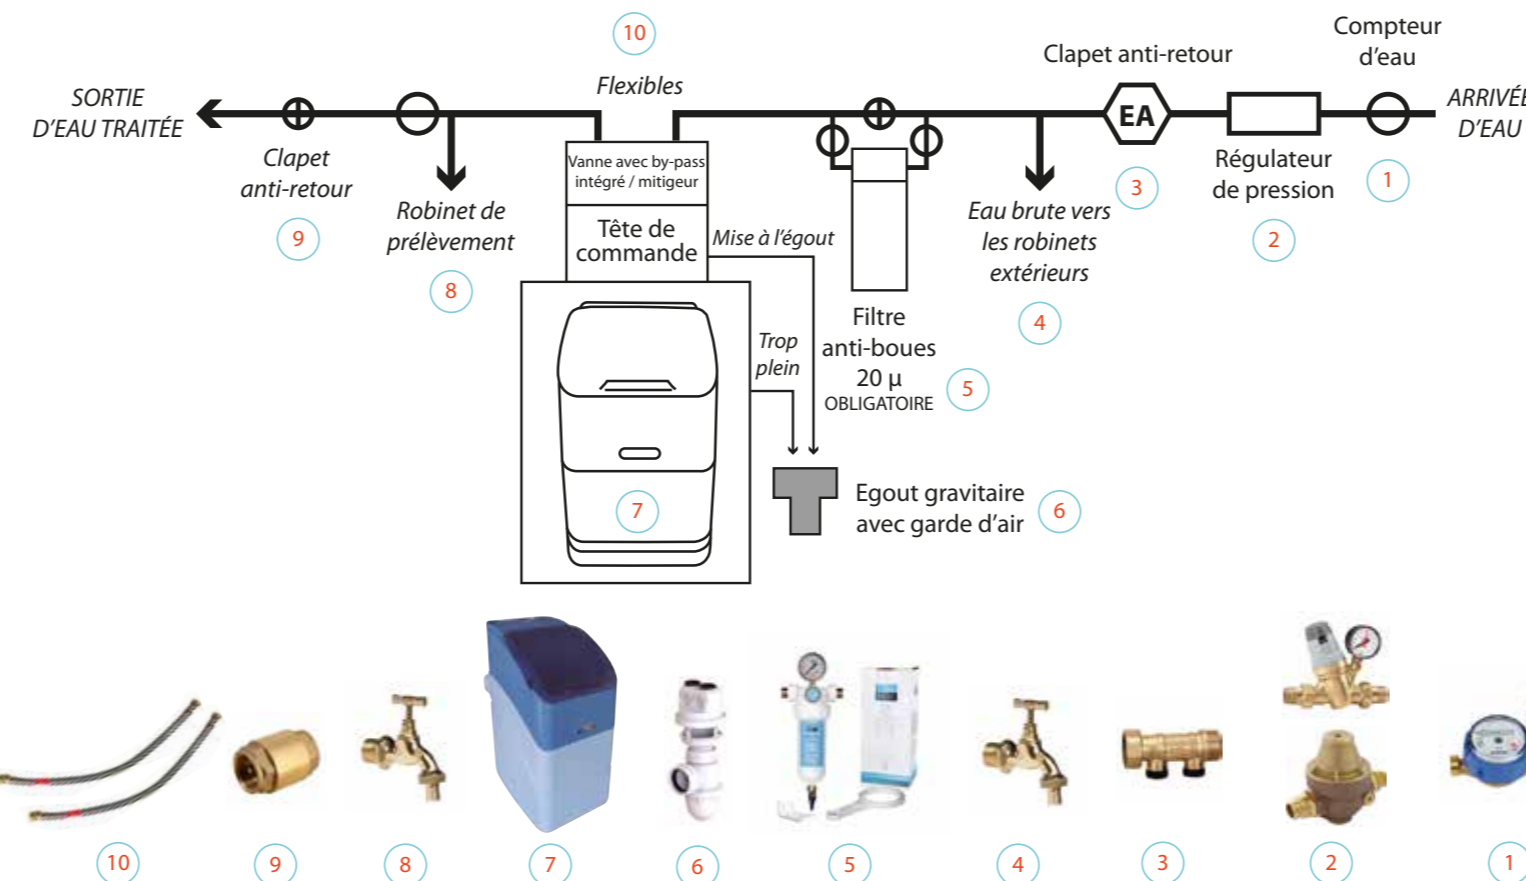 10
Flexibles
Clapet anti-retour
Compteur
d'eau
SORTIE
D'EAU TRAITÉE
EA
ARRIVÉE
D'EAU
Clapet
anti-retour
9
Robinet de
prélèvement
8
Vanne avec by-pass
intégré / mitigeur
Tête de
commande
Mise à l'égout
3
Régulateur
de pression
2
1
Eau brute vers
les robinets
extérieurs
4
Filtre
anti-boues
20 µ
OBLIGATOIRE
5
Trop
plein
7
Egout gravitaire
avec garde d'air
6
10
9
8
7
6
5
4
3
2
1